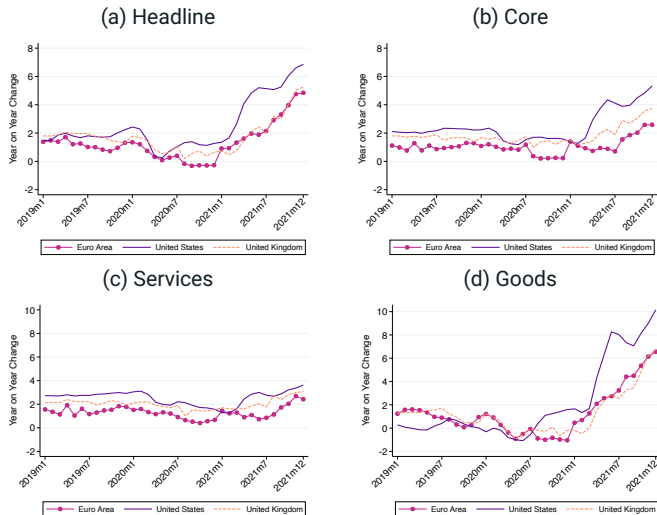 (a) Headline
(b) Core
Year on Year Change
8
6
4
2
0
-2
2019m1
2019m7
2020m1
2020m7
2021m1
2021m7
2021m12
Euro Area
United States
United Kingdom
Year on Year Change
8
6
4
2
0
-2
2019m1
2019m7
2020m1
2020m7
2021m1
2021m7
2021m12
Euro Area
United States
United Kingdom
(c) Services
(d) Goods
Year on Year Change
10
8
6
4
2
0
-2
2019m1
2019m7
2020m1
2020m7
2021m1
2021m7
2021m12
Euro Area
United States
United Kingdom
Year on Year Change
10
8
6
4
2
0
-2
2019m1
2019m7
2020m1
2020m7
2021m1
2021m7
2021m12
Euro Area
United States
United Kingdom